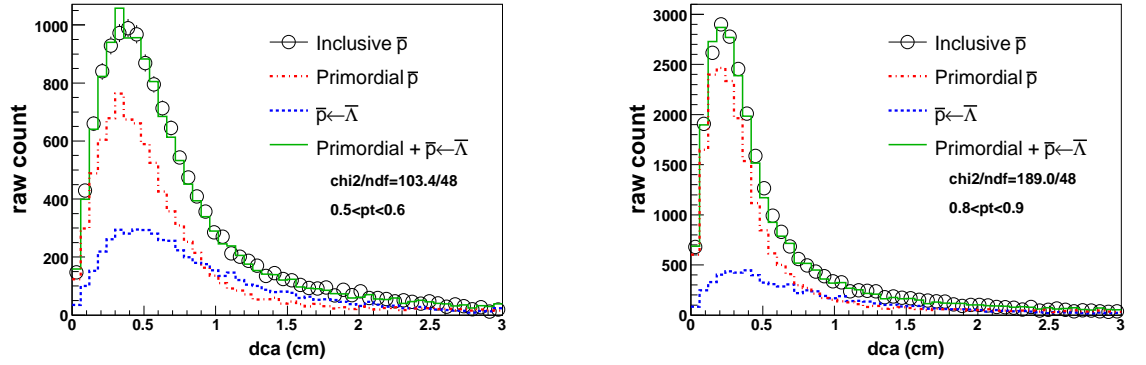 raw count
1000
800
600
400
200
0
0 0.5 1 1.5 2 2.5 3
dca (cm)
Inclusive p̅
Primordial p̅
p̅←Λ̅
Primordial + p̅←Λ̅
chi2/ndf=103.4/48
0.5<pt<0.6
raw count
3000
2500
2000
1500
1000
500
0
0 0.5 1 1.5 2 2.5 3
dca (cm)
Inclusive p̅
Primordial p̅
p̅←Λ̅
Primordial + p̅←Λ̅
chi2/ndf=189.0/48
0.8<pt<0.9